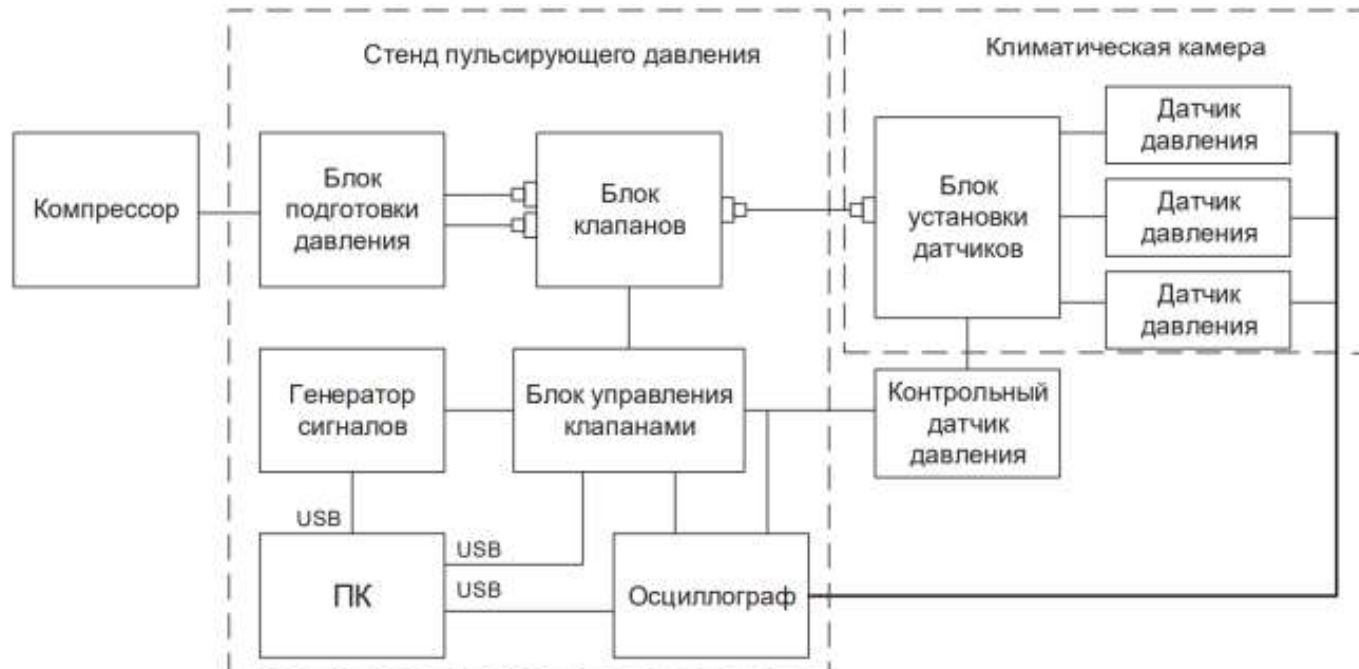 Стенд пульсирующего давления
Климатическая камера
Компрессор
Блок
подготовки
давления
Блок
клапанов
Блок
установки
датчиков
Датчик
давления
Датчик
давления
Датчик
давления
Генератор
сигналов
Блок управления
клапанами
Контрольный
датчик
давления
USB
USB
USB
ПК
Осциллограф